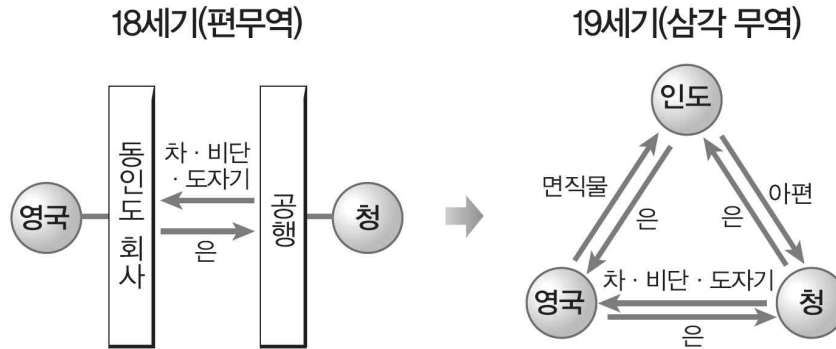 18세기(편무역)
영국
동인도 회사
차 · 비단
· 도자기
은
공행
청
19세기(삼각 무역)
인도
면직물
은
은
아편
영국
차 · 비단 · 도자기
은
청